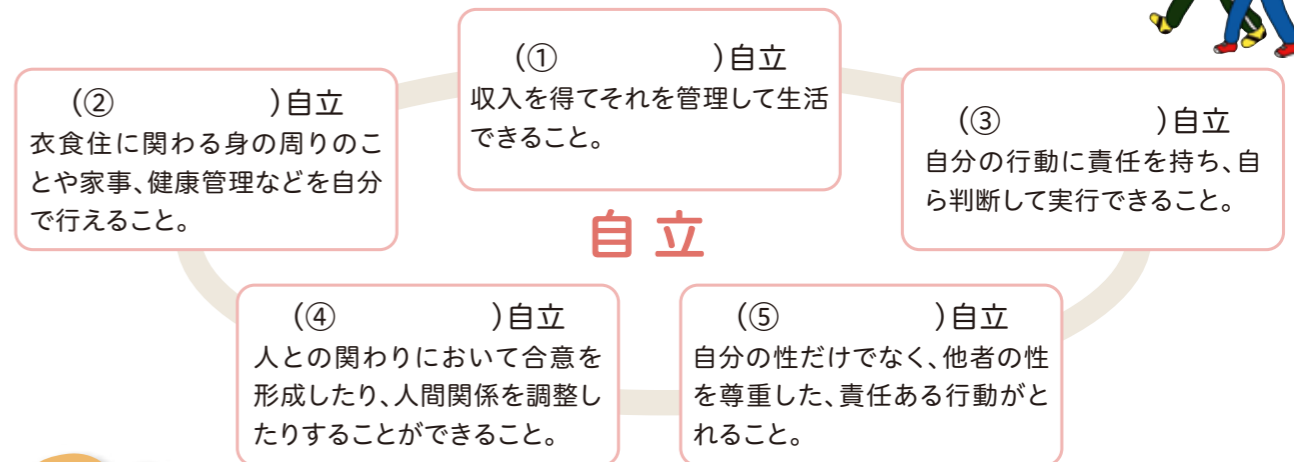 (① )自立
収入を得てそれを管理して生活
できること。
(② )自立
衣食住に関わる身の周りのこ
とや家事、健康管理などを自分
で行えること。
(③ )自立
自分の行動に責任を持ち、自
ら判断して実行できること。
自立
(④ )自立
人との関わりにおいて合意を
形成したり、人間関係を調整し
たりすることができること。
(⑤ )自立
自分の性だけでなく、他者の性
を尊重した、責任ある行動がと
れること。